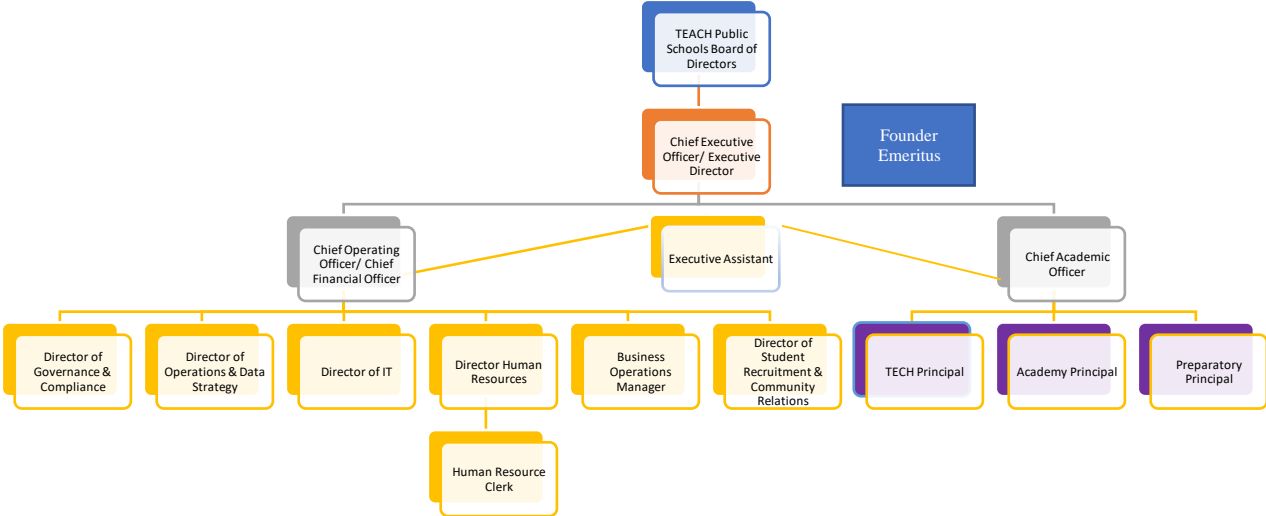 TEACH Public
Schools Board of
Directors
Chief Executive
Officer/ Executive
Director
Founder
Emeritus
Chief Operating
Officer/ Chief
Financial Officer
Executive Assistant
Chief Academic
Officer
Director of
Governance &
Compliance
Director of
Operations & Data
Strategy
Director of IT
Director Human
Resources
Business
Operations
Manager
Director of
Student
Recruitment &
Community
Relations
TECH Principal
Academy Principal
Preparatory
Principal
Human Resource
Clerk